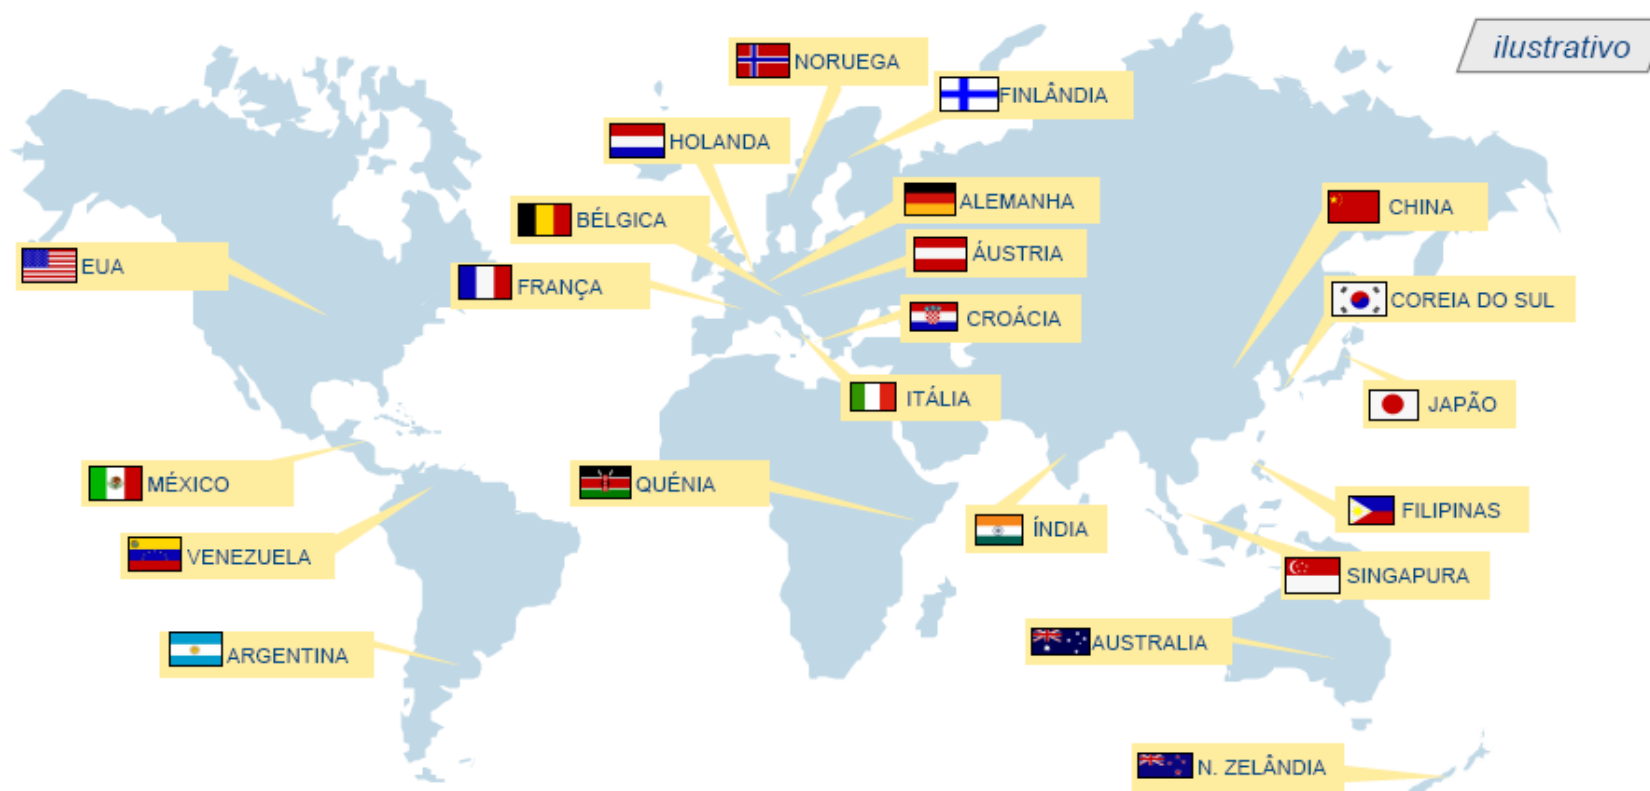 ilustrativo
NORUEGA
FINLÂNDIA
HOLANDA
ALEMANHA
CHINA
BÉLGICA
ÁUSTRIA
EUA
FRANÇA
COREIA DO SUL
CROÁCIA
ITÁLIA
JAPÃO
MÉXICO
QUÉNIA
FILIPINAS
ÍNDIA
VENEZUELA
SINGAPURA
AUSTRALIA
ARGENTINA
N. ZELÂNDIA